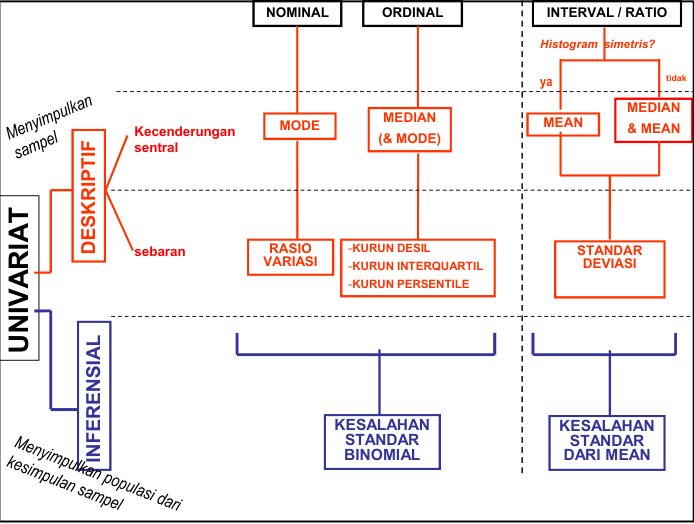 NOMINAL
ORDINAL
INTERVAL / RATIO
Histogram simetris?
ya
tidak
Menyimpulkan
sampel
Kecenderungan
sentral
MODE
MEDIAN
(& MODE)
MEAN
MEDIAN
& MEAN
DESKRIPTIF
UNIVARIAT
sebaran
RASIO
VARIASI
-KURUN DESIL
-KURUN INTERQUARTIL
-KURUN PERSENTILE
STANDAR
DEVIASI
INFERENSIAL
KESALAHAN
STANDAR
BINOMIAL
KESALAHAN
STANDAR
DARI MEAN
Menyimpulkan populasi dari
kesimpulan sampel